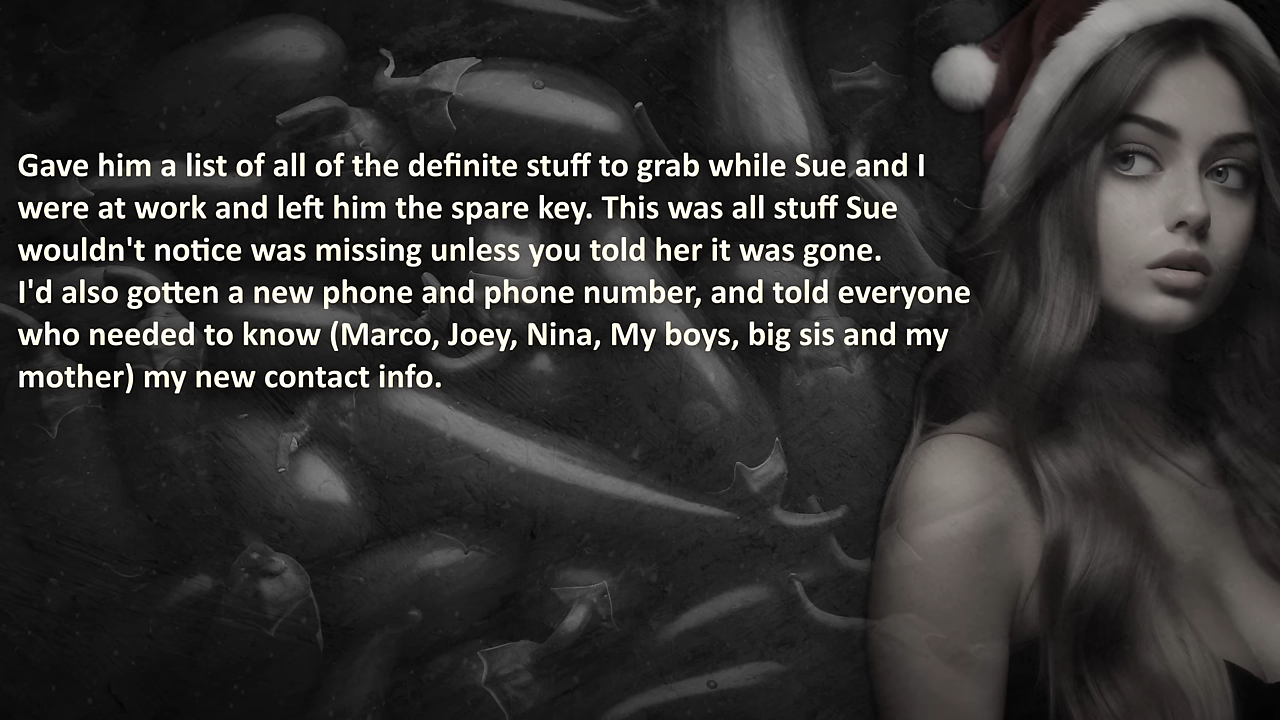 Gave him a list of all of the definite stuff to grab while Sue and I
were at work and left him the spare key. This was all stuff Sue
wouldn't notice was missing unless you told her it was gone.
I'd also gotten a new phone and phone number, and told everyone
who needed to know (Marco, Joey, Nina, My boys, big sis and my
mother) my new contact info.